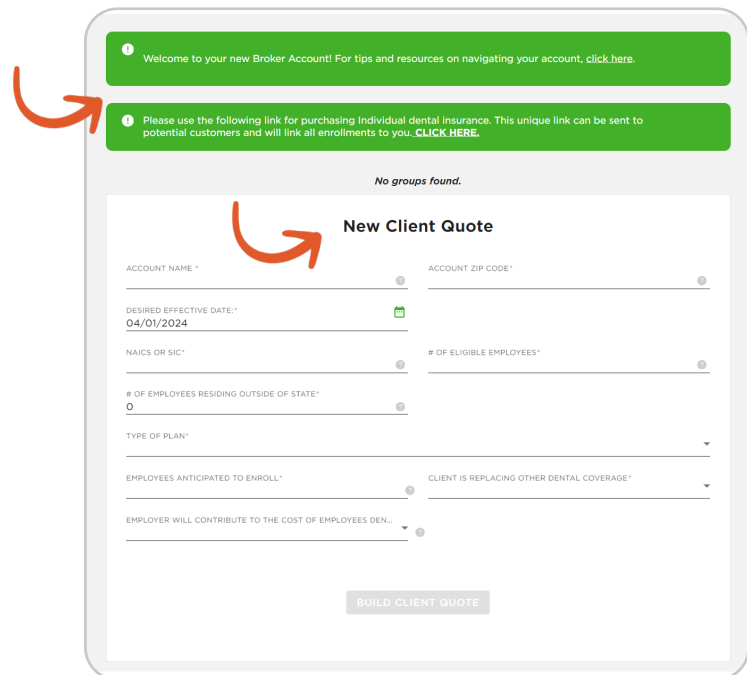 Welcome to your new Broker Account! For tips and resources on navigating your account, click here.
Please use the following link for purchasing Individual dental insurance. This unique link can be sent to
potential customers and will link all enrollments to you. CLICK HERE.
No groups found.
New Client Quote
ACCOUNT NAME *
ACCOUNT ZIP CODE*
DESIRED EFFECTIVE DATE:*
04/01/2024
NAICS OR SIC*
# OF ELIGIBLE EMPLOYEES*
# OF EMPLOYEES RESIDING OUTSIDE OF STATE*
0
TYPE OF PLAN*
EMPLOYEES ANTICIPATED TO ENROLL*
CLIENT IS REPLACING OTHER DENTAL COVERAGE*
EMPLOYER WILL CONTRIBUTE TO THE COST OF EMPLOYEES DEN...
BUILD CLIENT QUOTE